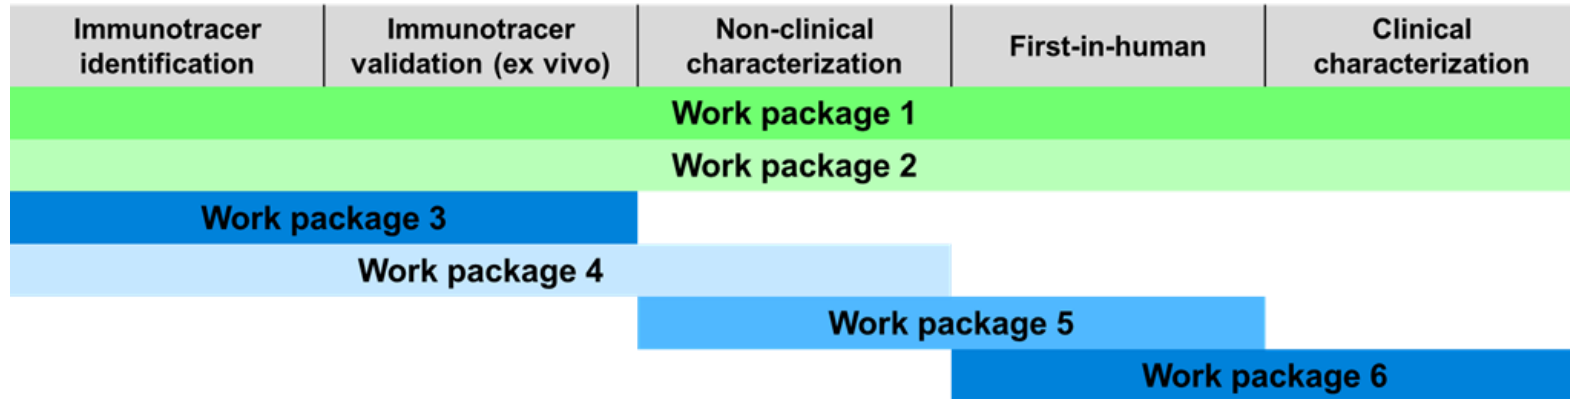 Immunotracer
identification
Immunotracer
validation (ex vivo)
Non-clinical
characterization
First-in-human
Clinical
characterization
Work package 1
Work package 2
Work package 3
Work package 4
Work package 5
Work package 6